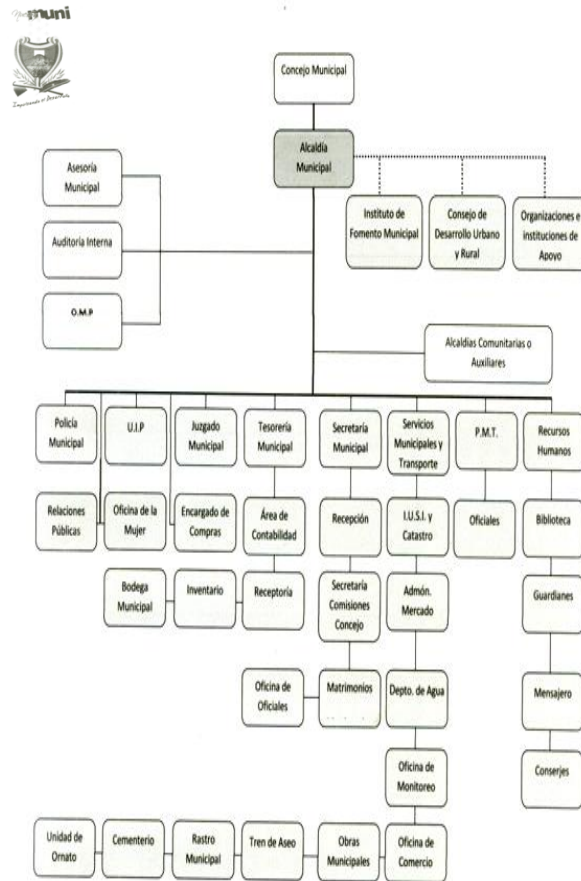 muni
Concejo Municipal
Alcaldía
Municipal
Asesoría
Municipal
Auditoría Interna
O.M.P
Instituto de
Fomento Municipal
Consejo de
Desarrollo Urbano
y Rural
Organizaciones e
instituciones de
Apoyo
Alcaldías Comunitarias o
Auxiliares
Policía
Municipal
U.I.P
Juzgado
Municipal
Tesorería
Municipal
Secretaría
Municipal
Servicios
Municipales y
Transporte
P.M.T.
Recursos
Humanos
Relaciones
Públicas
Oficina de la
Mujer
Encargado de
Compras
Área de
Contabilidad
Recepción
I.U.S.I. y
Catastro
Oficiales
Biblioteca
Bodega
Municipal
Inventario
Receptoría
Secretaría
Comisiones
Concejo
Admón.
Mercado
Guardianes
Oficina de
Oficiales
Matrimonios
Depto. de Agua
Mensajero
Oficina de
Monitoreo
Conserjes
Unidad de
Ornato
Cementerio
Rastro
Municipal
Tren de Aseo
Obras
Municipales
Oficina de
Comercio